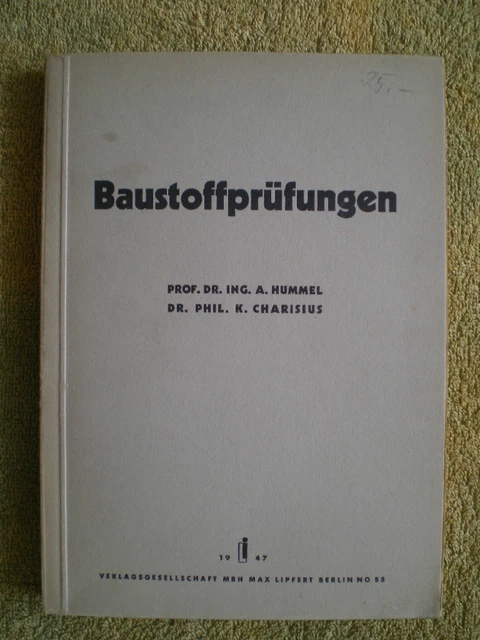 25.-
Baustoffprüfungen
PROF. DR. ING. A. HUMMEL
DR. PHIL. K. CHARISIUS
19 47
VERLAGSGESELLSCHAFT MBH MAX LIPFERT BERLIN NO 55